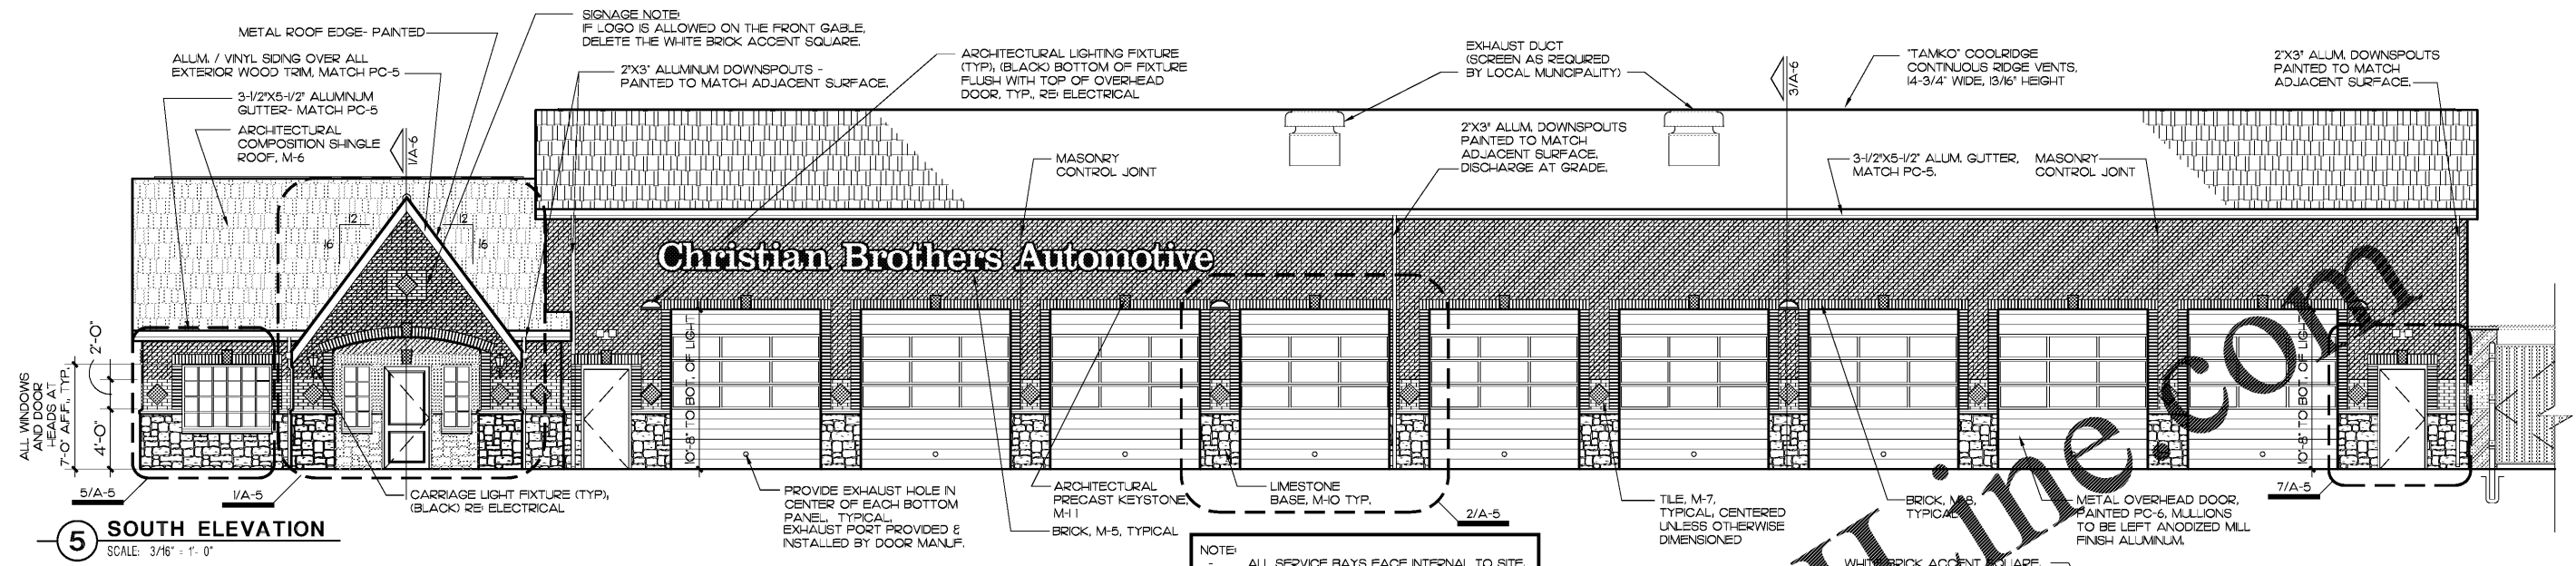 SIGNAGE NOTE:
IF LOGO IS ALLOWED ON THE FRONT GABLE,
DELETE THE WHITE BRICK ACCENT SQUARE.
METAL ROOF EDGE- PAINTED
ALUM. / VINYL SIDING OVER ALL
EXTERIOR WOOD TRIM, MATCH PC-5
3-1/2"X5-1/2" ALUMINUM
GUTTER- MATCH PC-5
ARCHITECTURAL
COMPOSITION SHINGLE
ROOF, M-6
1/A-6
2"X3" ALUMINUM DOWNSPOUTS -
PAINTED TO MATCH ADJACENT SURFACE.
ARCHITECTURAL LIGHTING FIXTURE
(TYP), (BLACK) BOTTOM OF FIXTURE
FLUSH WITH TOP OF OVERHEAD
DOOR, TYP., RE: ELECTRICAL
MASONRY
CONTROL JOINT
EXHAUST DUCT
(SCREEN AS REQUIRED
BY LOCAL MUNICIPALITY)
2"X3" ALUM. DOWNSPOUTS
PAINTED TO MATCH
ADJACENT SURFACE.
DISCHARGE AT GRADE.
3/A-6
"TAMKO" COOLRIDGE
CONTINUOUS RIDGE VENTS,
14-3/4" WIDE, 13/16" HEIGHT
3-1/2"X5-1/2" ALUM. GUTTER,
MATCH PC-5.
MASONRY
CONTROL JOINT
2"X3" ALUM. DOWNSPOUTS
PAINTED TO MATCH
ADJACENT SURFACE.
12
12
16
16
Christian Brothers Automotive
ALL WINDOWS
AND DOOR
HEADS AT
7'-0" A.F.F., TYP.
2'-0"
4'-0"
10'-8" TO BOT. OF LIGHT
10'-8" TO BOT. OF LIGHT
5/A-5
1/A-5
CARRIAGE LIGHT FIXTURE (TYP),
(BLACK) RE: ELECTRICAL
PROVIDE EXHAUST HOLE IN
CENTER OF EACH BOTTOM
PANEL. TYPICAL.
EXHAUST PORT PROVIDED &
INSTALLED BY DOOR MANUF.
ARCHITECTURAL
PRECAST KEYSTONE,
M-11
BRICK, M-5, TYPICAL
LIMESTONE
BASE, M-10 TYP.
2/A-5
TILE, M-7,
TYPICAL, CENTERED
UNLESS OTHERWISE
DIMENSIONED
BRICK, M-8,
TYPICAL
METAL OVERHEAD DOOR,
PAINTED PC-6, MULLIONS
TO BE LEFT ANODIZED MILL
FINISH ALUMINUM.
7/A-5
5 SOUTH ELEVATION
SCALE: 3/16" = 1'- 0"
NOTE:
- ALL SERVICE BAYS FACE INTERNAL TO SITE.
WHITE BRICK ACCENT SQUARE,
Line.com